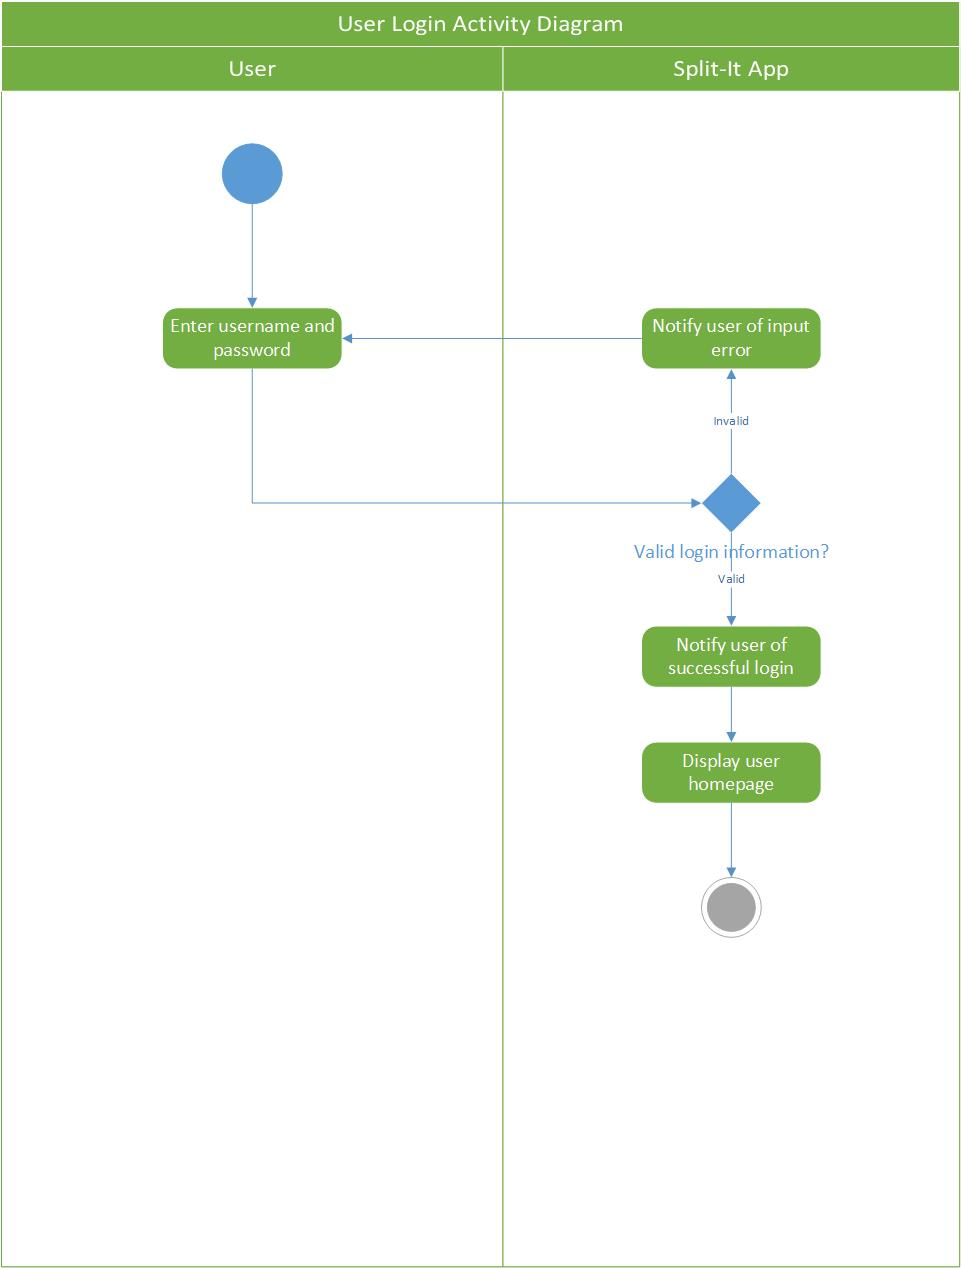 User Login Activity Diagram
User
Split-It App
Enter username and
password
Notify user of input
error
Invalid
Valid login information?
Valid
Notify user of
successful login
Display user
homepage